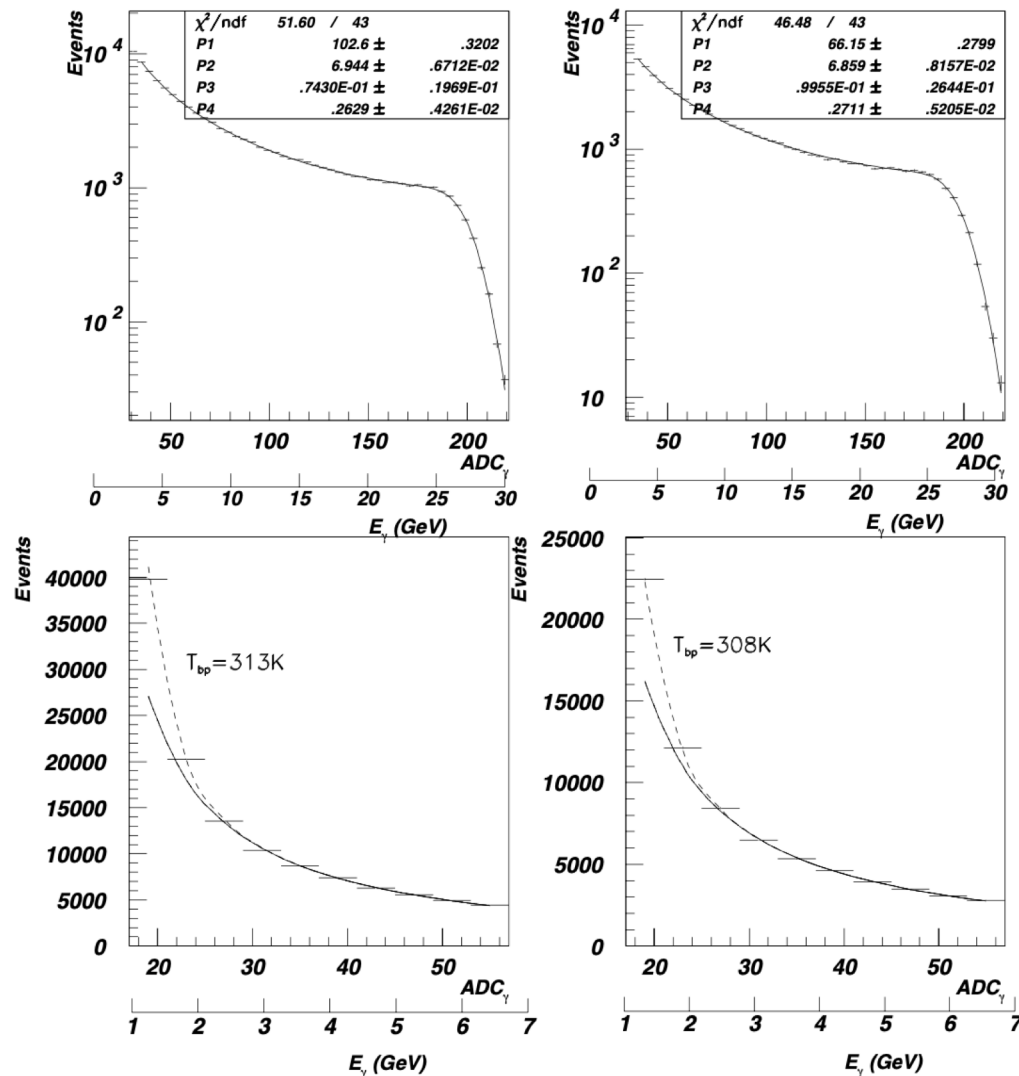 χ²/ndf 51.60 / 43
P1 102.6 ± .3202
P2 6.944 ± .6712E-02
P3 .7430E-01 ± .1969E-01
P4 .2629 ± .4261E-02
Events
10⁴
10³
10²
50 100 150 200
ADCγ
0 5 10 15 20 25 30
Eγ (GeV)
χ²/ndf 46.48 / 43
P1 66.15 ± .2799
P2 6.859 ± .8157E-02
P3 .9955E-01 ± .2644E-01
P4 .2711 ± .5205E-02
Events
10⁴
10³
10²
10
50 100 150 200
ADCγ
0 5 10 15 20 25 30
Eγ (GeV)
Events
40000
35000
30000
25000
20000
15000
10000
5000
0
Tbp=313K
20 30 40 50
ADCγ
1 2 3 4 5 6 7
Eγ (GeV)
Events
25000
20000
15000
10000
5000
0
Tbp=308K
20 30 40 50
ADCγ
1 2 3 4 5 6 7
Eγ (GeV)